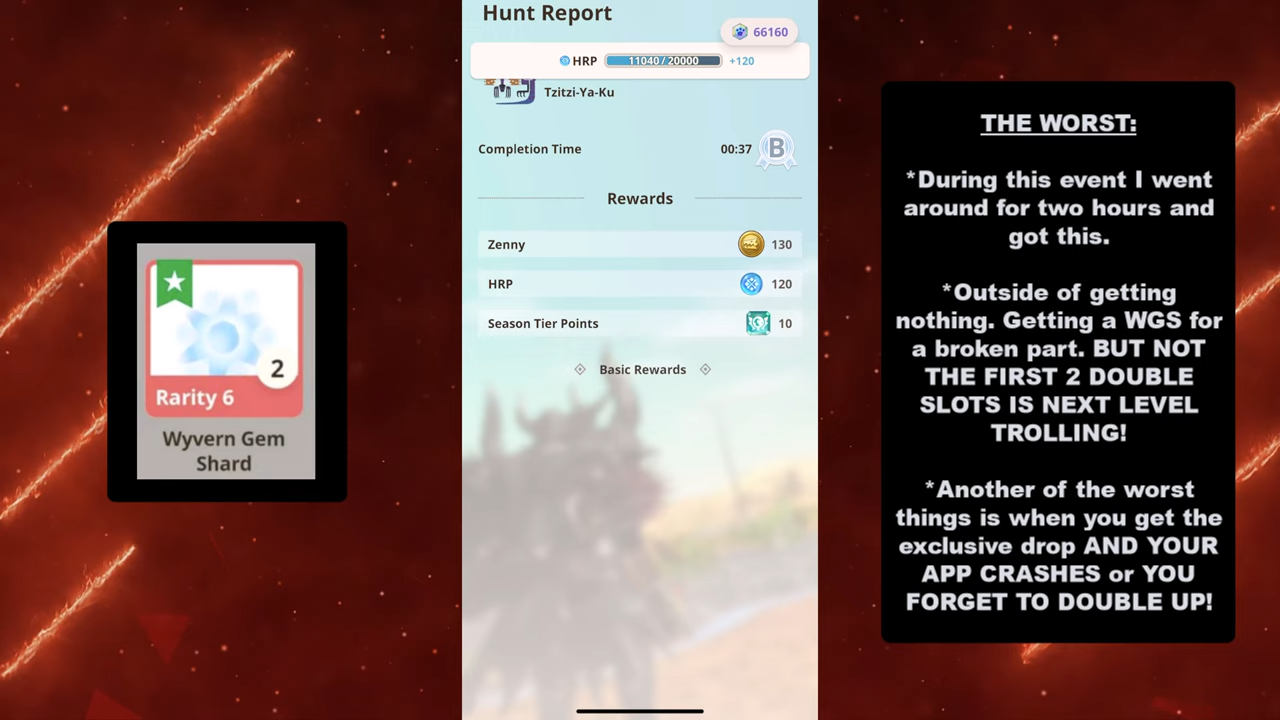 2
Rarity 6
Wyvern Gem
Shard
Hunt Report
66160
HRP 11040 / 20000 +120
Tzitzi-Ya-Ku
Completion Time 00:37 B
Rewards
Zenny 130
HRP 120
Season Tier Points 10
Basic Rewards
THE WORST:
*During this event I went
around for two hours and
got this.
*Outside of getting
nothing. Getting a WGS for
a broken part. BUT NOT
THE FIRST 2 DOUBLE
SLOTS IS NEXT LEVEL
TROLLING!
*Another of the worst
things is when you get the
exclusive drop AND YOUR
APP CRASHES or YOU
FORGET TO DOUBLE UP!